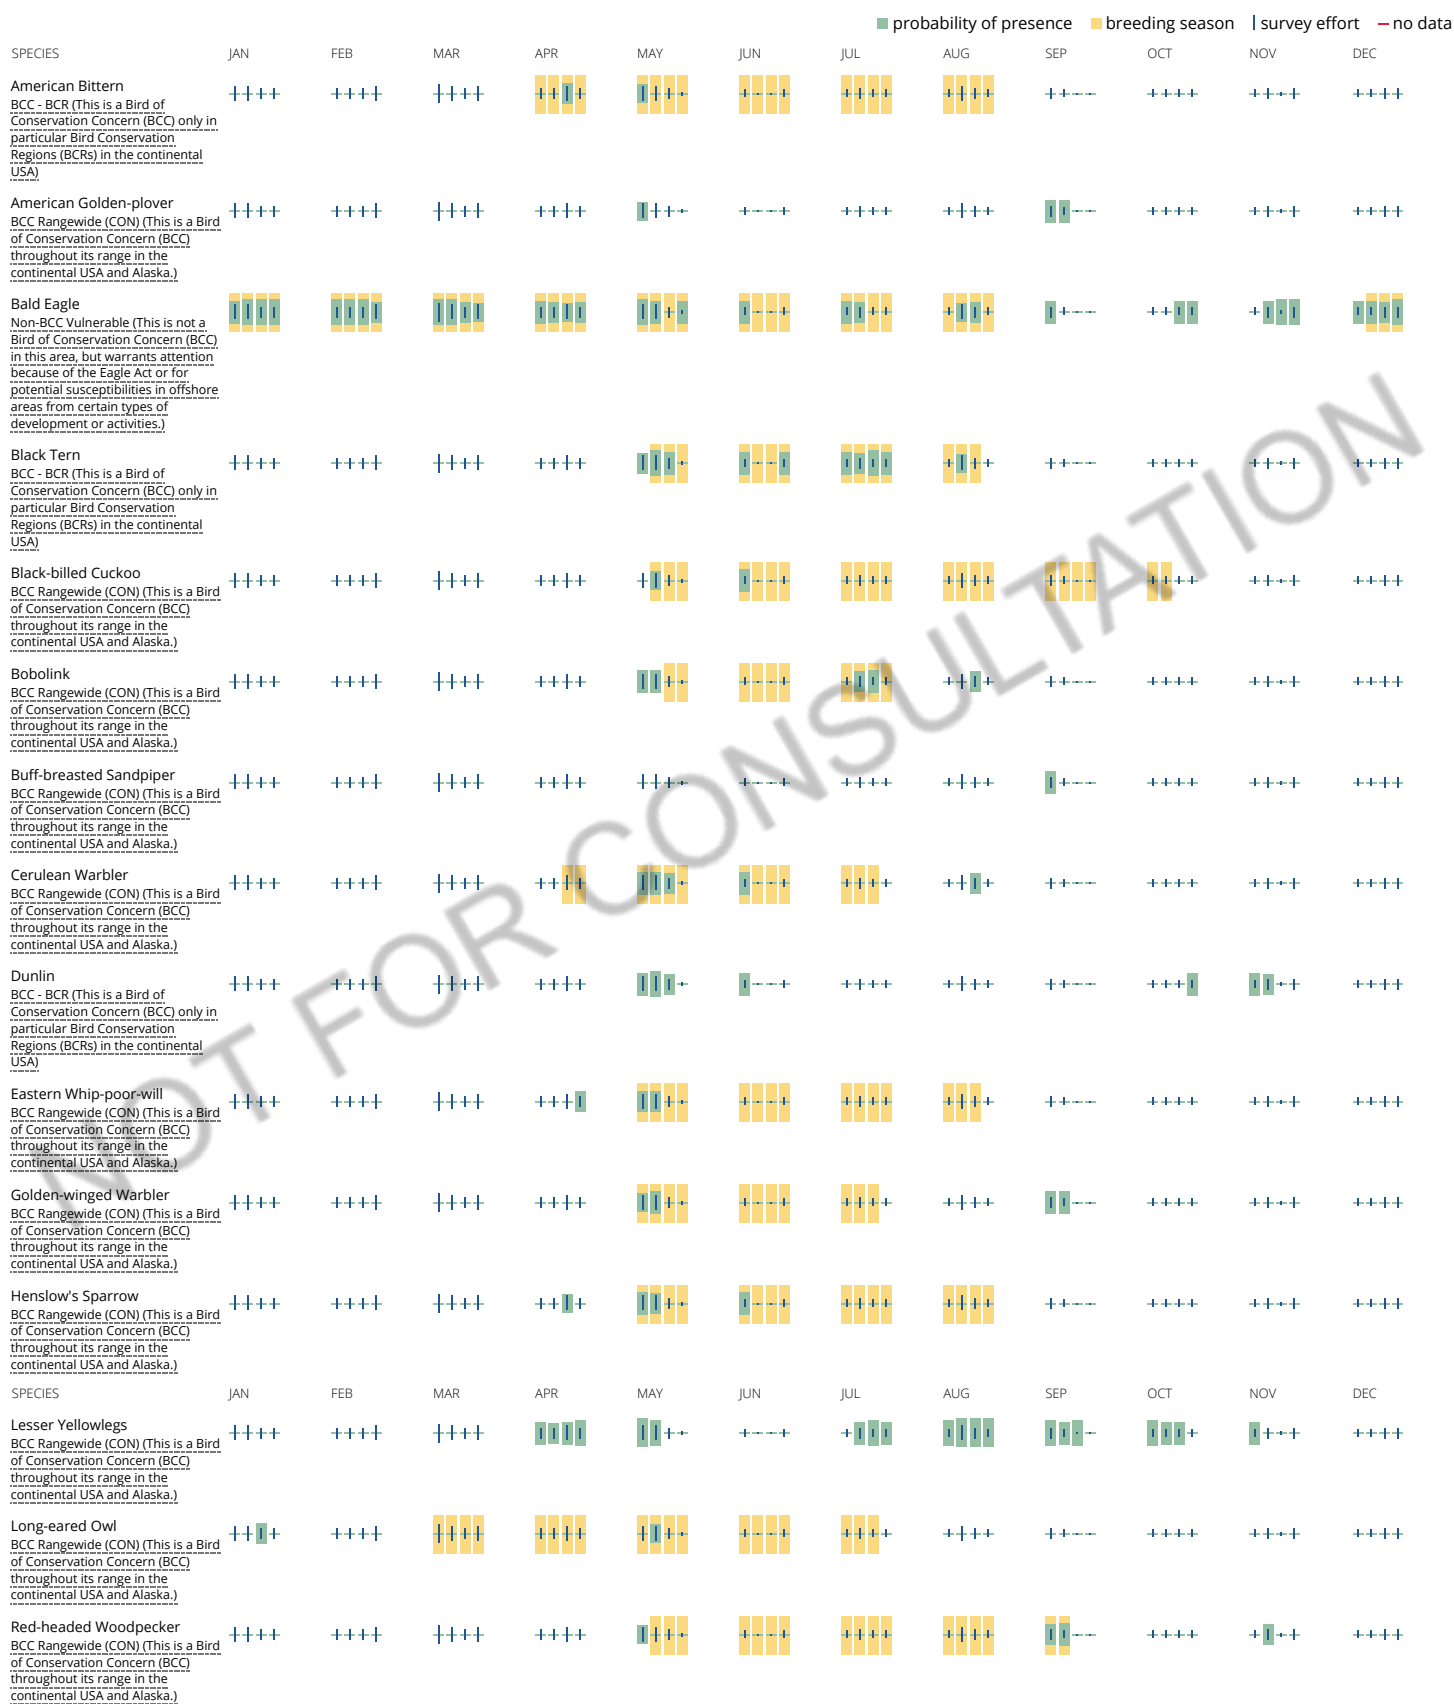 probability of presence breeding season survey effort no data
SPECIES JAN FEB MAR APR MAY JUN JUL AUG SEP OCT NOV DEC
American Bittern
BCC - BCR (This is a Bird of
Conservation Concern (BCC) only in
particular Bird Conservation
Regions (BCRs) in the continental
USA)
American Golden-plover
BCC Rangewide (CON) (This is a Bird
of Conservation Concern (BCC)
throughout its range in the
continental USA and Alaska.)
Bald Eagle
Non-BCC Vulnerable (This is not a
Bird of Conservation Concern (BCC)
in this area, but warrants attention
because of the Eagle Act or for
potential susceptibilities in offshore
areas from certain types of
development or activities.)
Black Tern
BCC - BCR (This is a Bird of
Conservation Concern (BCC) only in
particular Bird Conservation
Regions (BCRs) in the continental
USA)
Black-billed Cuckoo
BCC Rangewide (CON) (This is a Bird
of Conservation Concern (BCC)
throughout its range in the
continental USA and Alaska.)
Bobolink
BCC Rangewide (CON) (This is a Bird
of Conservation Concern (BCC)
throughout its range in the
continental USA and Alaska.)
Buff-breasted Sandpiper
BCC Rangewide (CON) (This is a Bird
of Conservation Concern (BCC)
throughout its range in the
continental USA and Alaska.)
Cerulean Warbler
BCC Rangewide (CON) (This is a Bird
of Conservation Concern (BCC)
throughout its range in the
continental USA and Alaska.)
Dunlin
BCC - BCR (This is a Bird of
Conservation Concern (BCC) only in
particular Bird Conservation
Regions (BCRs) in the continental
USA)
Eastern Whip-poor-will
BCC Rangewide (CON) (This is a Bird
of Conservation Concern (BCC)
throughout its range in the
continental USA and Alaska.)
Golden-winged Warbler
BCC Rangewide (CON) (This is a Bird
of Conservation Concern (BCC)
throughout its range in the
continental USA and Alaska.)
Henslow's Sparrow
BCC Rangewide (CON) (This is a Bird
of Conservation Concern (BCC)
throughout its range in the
continental USA and Alaska.)
SPECIES JAN FEB MAR APR MAY JUN JUL AUG SEP OCT NOV DEC
Lesser Yellowlegs
BCC Rangewide (CON) (This is a Bird
of Conservation Concern (BCC)
throughout its range in the
continental USA and Alaska.)
Long-eared Owl
BCC Rangewide (CON) (This is a Bird
of Conservation Concern (BCC)
throughout its range in the
continental USA and Alaska.)
Red-headed Woodpecker
BCC Rangewide (CON) (This is a Bird
of Conservation Concern (BCC)
throughout its range in the
continental USA and Alaska.)
NOT FOR CONSULTATION